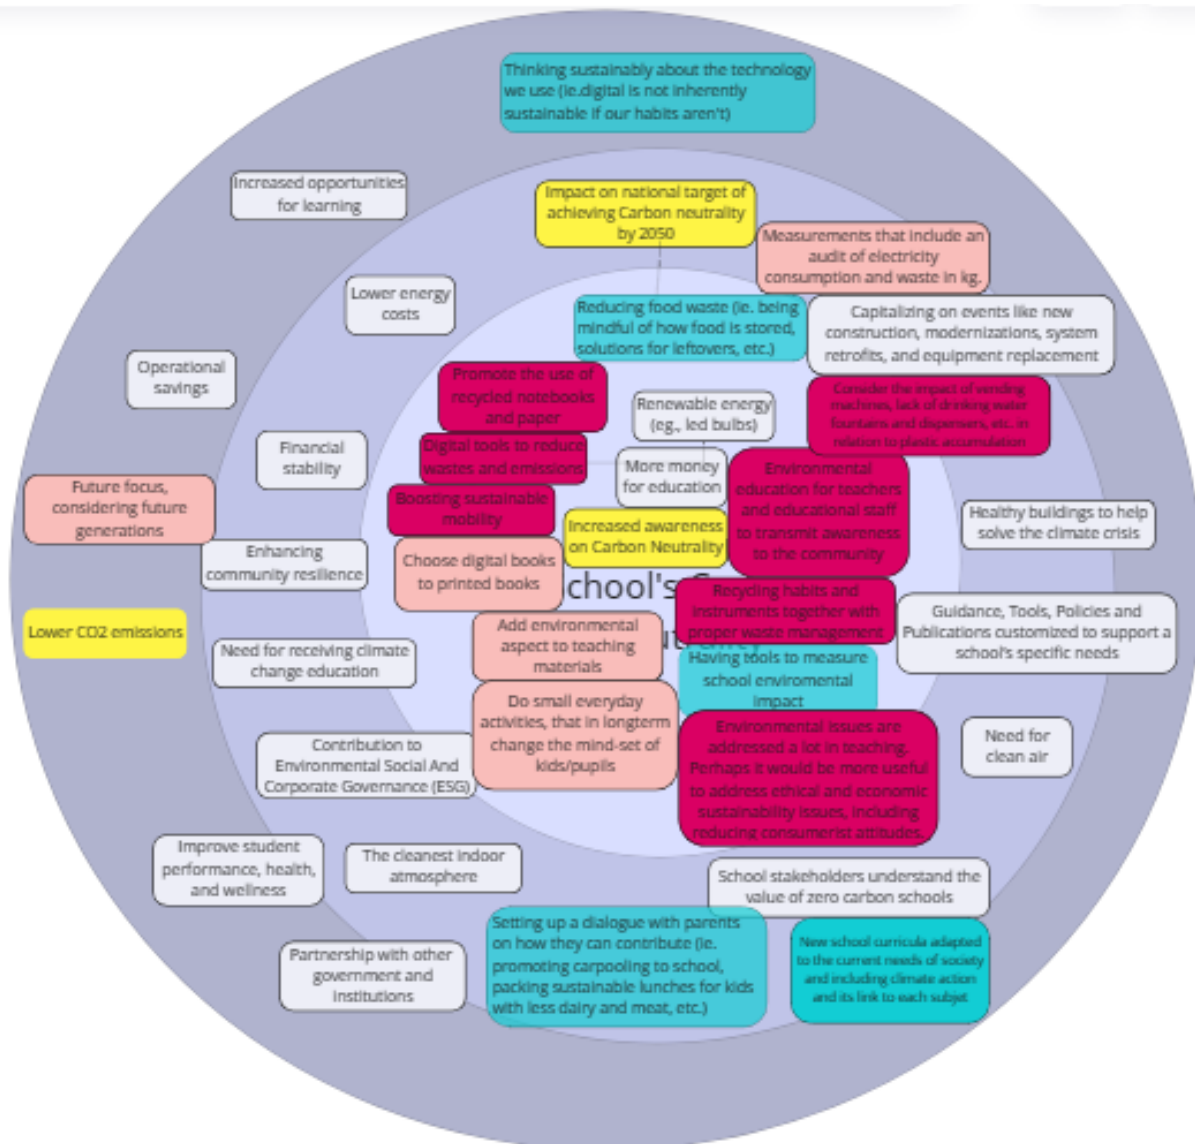 Thinking sustainably about the technology
we use (ie.digital is not inherently
sustainable if our habits aren't)
Increased opportunities
for learning
Impact on national target of
achieving Carbon neutrality
by 2050
Measurements that include an
audit of electricity
consumption and waste in kg.
Lower energy
costs
Reducing food waste (ie. being
mindful of how food is stored,
solutions for leftovers, etc.)
Capitalizing on events like new
construction, modernizations, system
retrofits, and equipment replacement
Operational
savings
Promote the use of
recycled notebooks
and paper
Renewable energy
(eg., led bulbs)
Consider the impact of vending
machines, lack of drinking water
fountains and dispensers, etc. in
relation to plastic accumulation
Financial
stability
Digital tools to reduce
wastes and emissions
More money
for education
Environmental
education for teachers
and educational staff
to transmit awareness
to the community
Future focus,
considering future
generations
Boosting sustainable
mobility
Increased awareness
on Carbon Neutrality
Healthy buildings to help
solve the climate crisis
Enhancing
community resilience
Choose digital books
to printed books
chool's
Recycling habits and
instruments together with
proper waste management
Guidance, Tools, Policies and
Publications customized to support a
school's specific needs
Lower CO2 emissions
Need for receiving climate
change education
Add environmental
aspect to teaching
materials
Having tools to measure
school enviromental
impact
Do small everyday
activities, that in longterm
change the mind-set of
kids/pupils
Environmental issues are
addressed a lot in teaching.
Perhaps it would be more useful
to address ethical and economic
sustainability issues, including
reducing consumerist attitudes.
Need for
clean air
Contribution to
Environmental Social And
Corporate Governance (ESG)
Improve student
performance, health,
and wellness
The cleanest indoor
atmosphere
School stakeholders understand the
value of zero carbon schools
Partnership with other
government and
institutions
Setting up a dialogue with parents
on how they can contribute (ie.
promoting carpooling to school,
packing sustainable lunches for kids
with less dairy and meat, etc.)
New school curricula adapted
to the current needs of society
and including climate action
and its link to each subjet